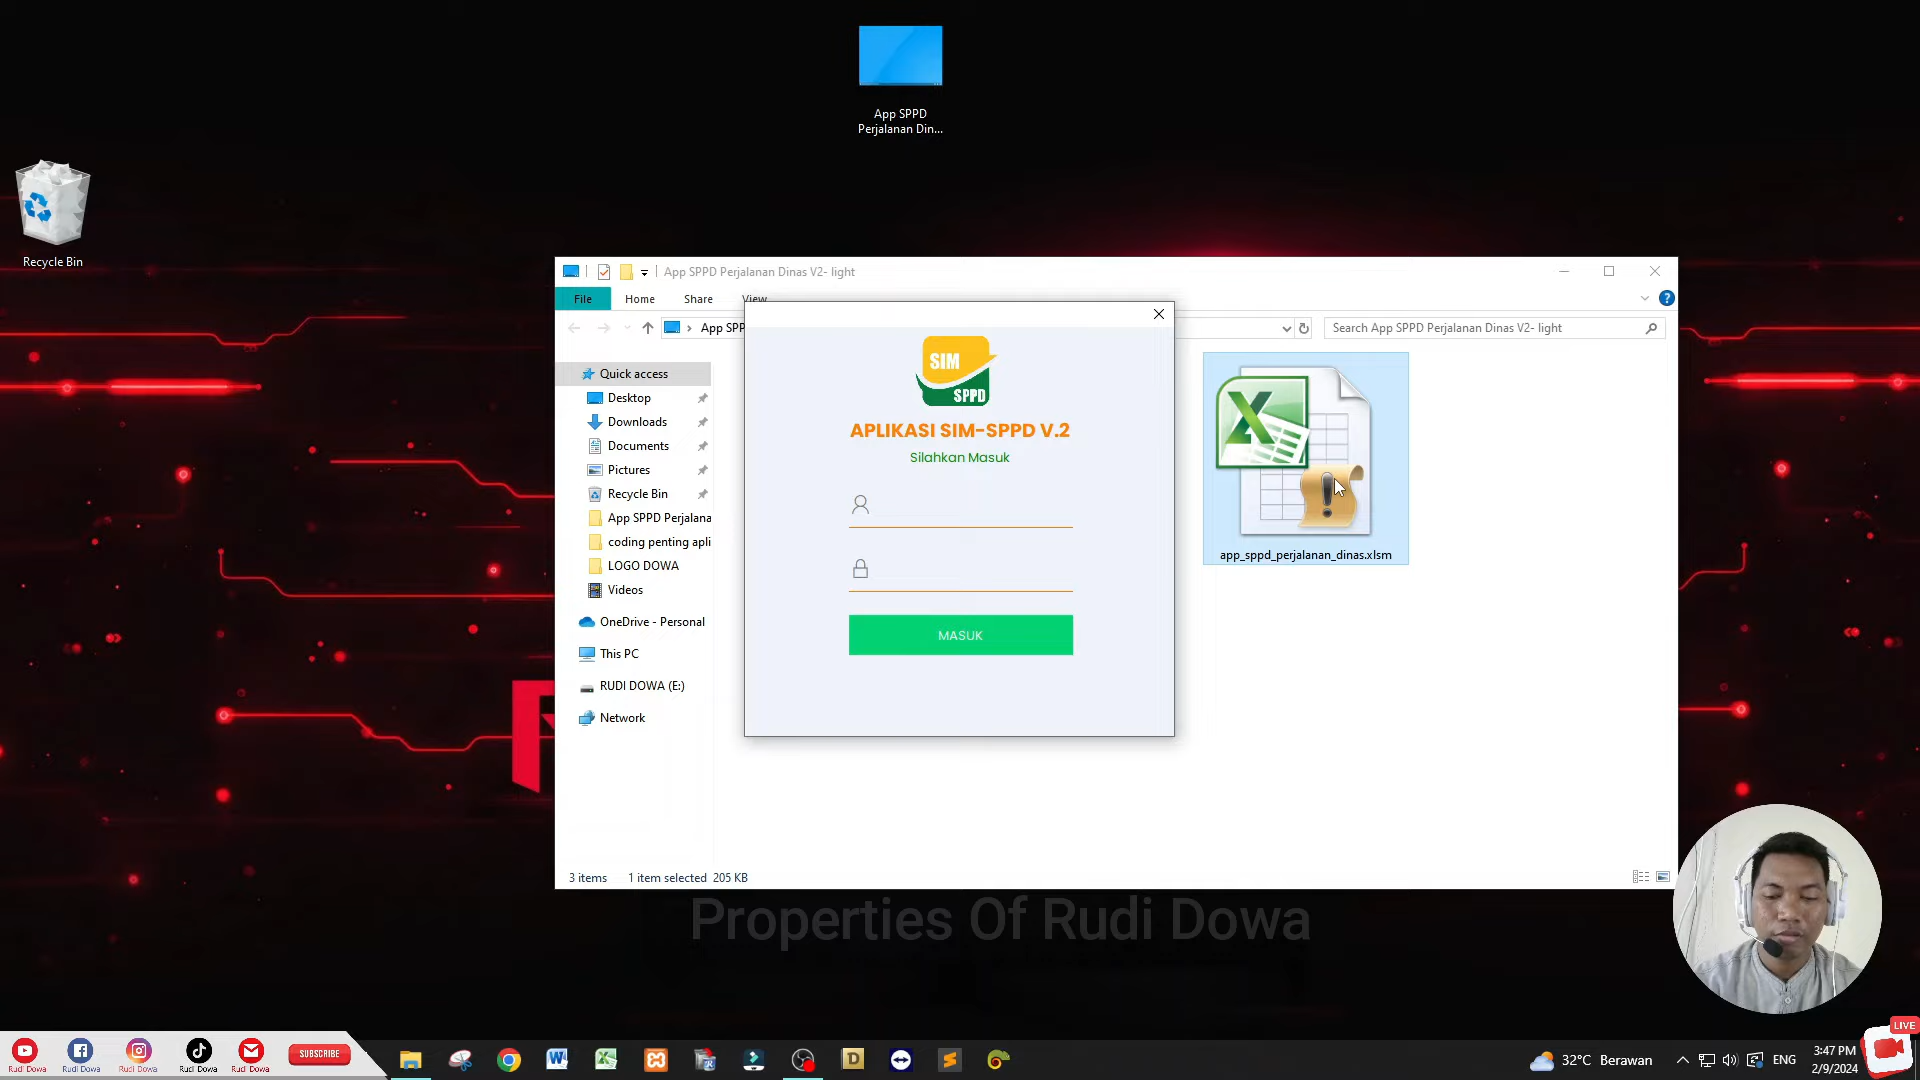 App SPPD
Perjalanan Din...
Recycle Bin
App SPPD Perjalanan Dinas V2- light
File
Home
Share
View
App SPP
Search App SPPD Perjalanan Dinas V2- light
Quick access
Desktop
Downloads
Documents
Pictures
Recycle Bin
App SPPD Perjalana
coding penting apli
LOGO DOWA
Videos
OneDrive - Personal
This PC
RUDI DOWA (E:)
Network
SIM
SPPD
APLIKASI SIM-SPPD V.2
Silahkan Masuk
MASUK
app_sppd_perjalanan_dinas.xlsm
3 items
1 item selected 205 KB
Properties Of Rudi Dowa
Rudi Dowa
Rudi Dowa
Rudi Dowa
Rudi Dowa
Rudi Dowa
SUBSCRIBE
32°C Berawan
ENG
3:47 PM
2/9/2024
LIVE